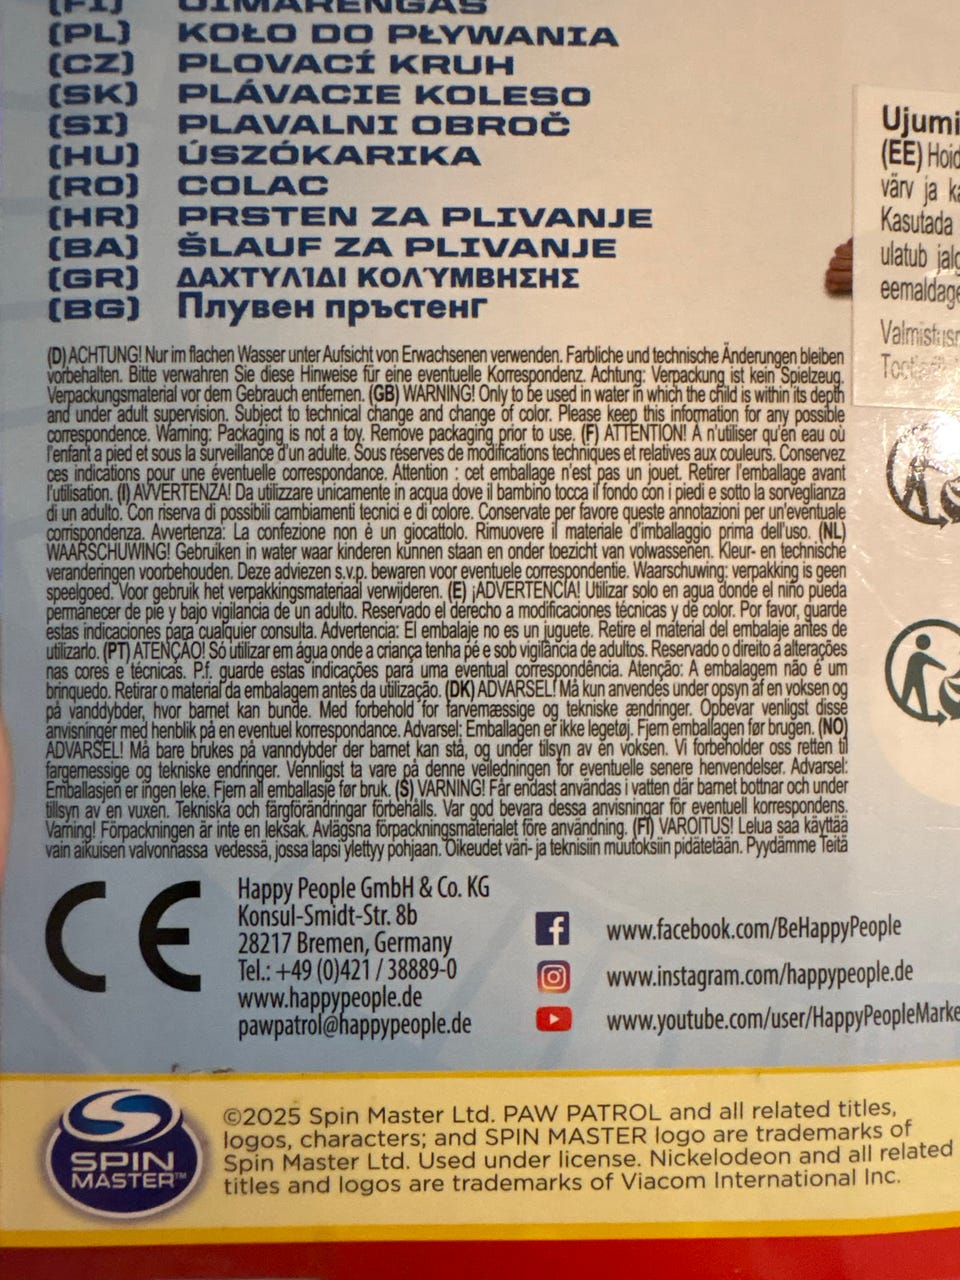 (FI) UIMARENGAS
(PL) KOŁO DO PŁYWANIA
(CZ) PLOVACÍ KRUH
(SK) PLÁVACIE KOLESO
(SI) PLAVALNI OBROČ
(HU) ÚSZÓKARIKA
(RO) COLAC
(HR) PRSTEN ZA PLIVANJE
(BA) ŠLAUF ZA PLIVANJE
(GR) ΔΑΧΤΥΛΊΔΙ ΚΟΛΎΜΒΗΣΗΣ
(BG) Плувен пръстенг
(D) ACHTUNG! Nur im flachen Wasser unter Aufsicht von Erwachsenen verwenden. Farbliche und technische Änderungen bleiben
vorbehalten. Bitte verwahren Sie diese Hinweise für eine eventuelle Korrespondenz. Achtung: Verpackung ist kein Spielzeug.
Verpackungsmaterial vor dem Gebrauch entfernen. (GB) WARNING! Only to be used in water in which the child is within its depth
and under adult supervision. Subject to technical change and change of color. Please keep this information for any possible
correspondence. Warning: Packaging is not a toy. Remove packaging prior to use. (F) ATTENTION! A n'utiliser qu'en eau où
l'enfant a pied et sous la surveillance d'un adulte. Sous réserves de modifications techniques et relatives aux couleurs. Conservez
ces indications pour une éventuelle correspondance. Attention : cet emballage n'est pas un jouet. Retirer l'emballage avant
l'utilisation. (I) AVVERTENZA! Da utilizzare unicamente in acqua dove il bambino tocca il fondo con i piedi e sotto la sorveglianza
di un adulto. Con riserva di possibili cambiamenti tecnici e di colore. Conservate per favore queste annotazioni per un'eventuale
corrispondenza. Avvertenza: La confezione non è un giocattolo. Rimuovere il materiale d'imballaggio prima dell'uso. (NL)
WAARSCHUWING! Gebruiken in water waar kinderen kunnen staan en onder toezicht van volwassenen. Kleur- en technische
veranderingen voorbehouden. Deze adviezen s.v.p. bewaren voor eventuele correspondentie. Waarschuwing: verpakking is geen
speelgoed. Voor gebruik het verpakkingsmateriaal verwijderen. (E) ¡ADVERTENCIA! Utilizar solo en agua donde el niño pueda
permanecer de pie y bajo vigilancia de un adulto. Reservado el derecho a modificaciones técnicas y de color. Por favor, guarde
estas indicaciones para cualquier consulta. Advertencia: El embalaje no es un juguete. Retire el material del embalaje antes de
utilizarlo. (PT) ATENÇÃO! Só utilizar em água onde a criança tenha pé e sob vigilância de adultos. Reservado o direito à alterações
nas cores e técnicas. P.f. guarde estas indicações para uma eventual correspondência. Atenção: A embalagem não é um
brinquedo. Retirar o material da embalagem antes da utilização. (DK) ADVARSEL! Må kun anvendes under opsyn af en voksen og
på vanddybder, hvor barnet kan bunde. Med forbehold for farvemæssige og tekniske ændringer. Opbevar venligst disse
anvisninger med henblik på en eventuel korrespondance. Advarsel: Emballagen er ikke legetøj. Fjern emballagen før brugen. (NO)
ADVARSEL! Må bare brukes på vanndybder der barnet kan stå, og under tilsyn av én voksen. Vi forbeholder oss retten til
fargemessige og tekniske endringer. Vennligst ta vare på denne veiledningen for eventuelle senere henvendelser. Advarsel:
Emballasjen er ingen leke. Fjern all emballasje før bruk. (S) VARNING! Får endast användas i vatten där barnet bottnar och under
tillsyn av en vuxen. Tekniska och färgförändringar förbehålls. Var god bevara dessa anvisningar för eventuell korrespondens.
Varning! Förpackningen är inte en leksak. Avlägsna förpackningsmaterialet före användning. (FI) VAROITUS! Lelua saa käyttää
vain aikuisen valvonnassa vedessä, jossa lapsi ylettyy pohjaan. Oikeudet väri- ja teknisiin muutoksiin pidätetään. Pyydämme Teitä
Ujumi
(EE) Hoid
värv ja ka
Kasutada
ulatub jalg
eemaldage
Valmistusr
CE
Happy People GmbH & Co. KG
Konsul-Smidt-Str. 8b
28217 Bremen, Germany
Tel.: +49 (0)421 / 38889-0
www.happypeople.de
pawpatrol@happypeople.de
www.facebook.com/BeHappyPeople
www.instagram.com/happypeople.de
www.youtube.com/user/HappyPeopleMarke
SPIN
MASTER™
©2025 Spin Master Ltd. PAW PATROL and all related titles,
logos, characters; and SPIN MASTER logo are trademarks of
Spin Master Ltd. Used under license. Nickelodeon and all related
titles and logos are trademarks of Viacom International Inc.